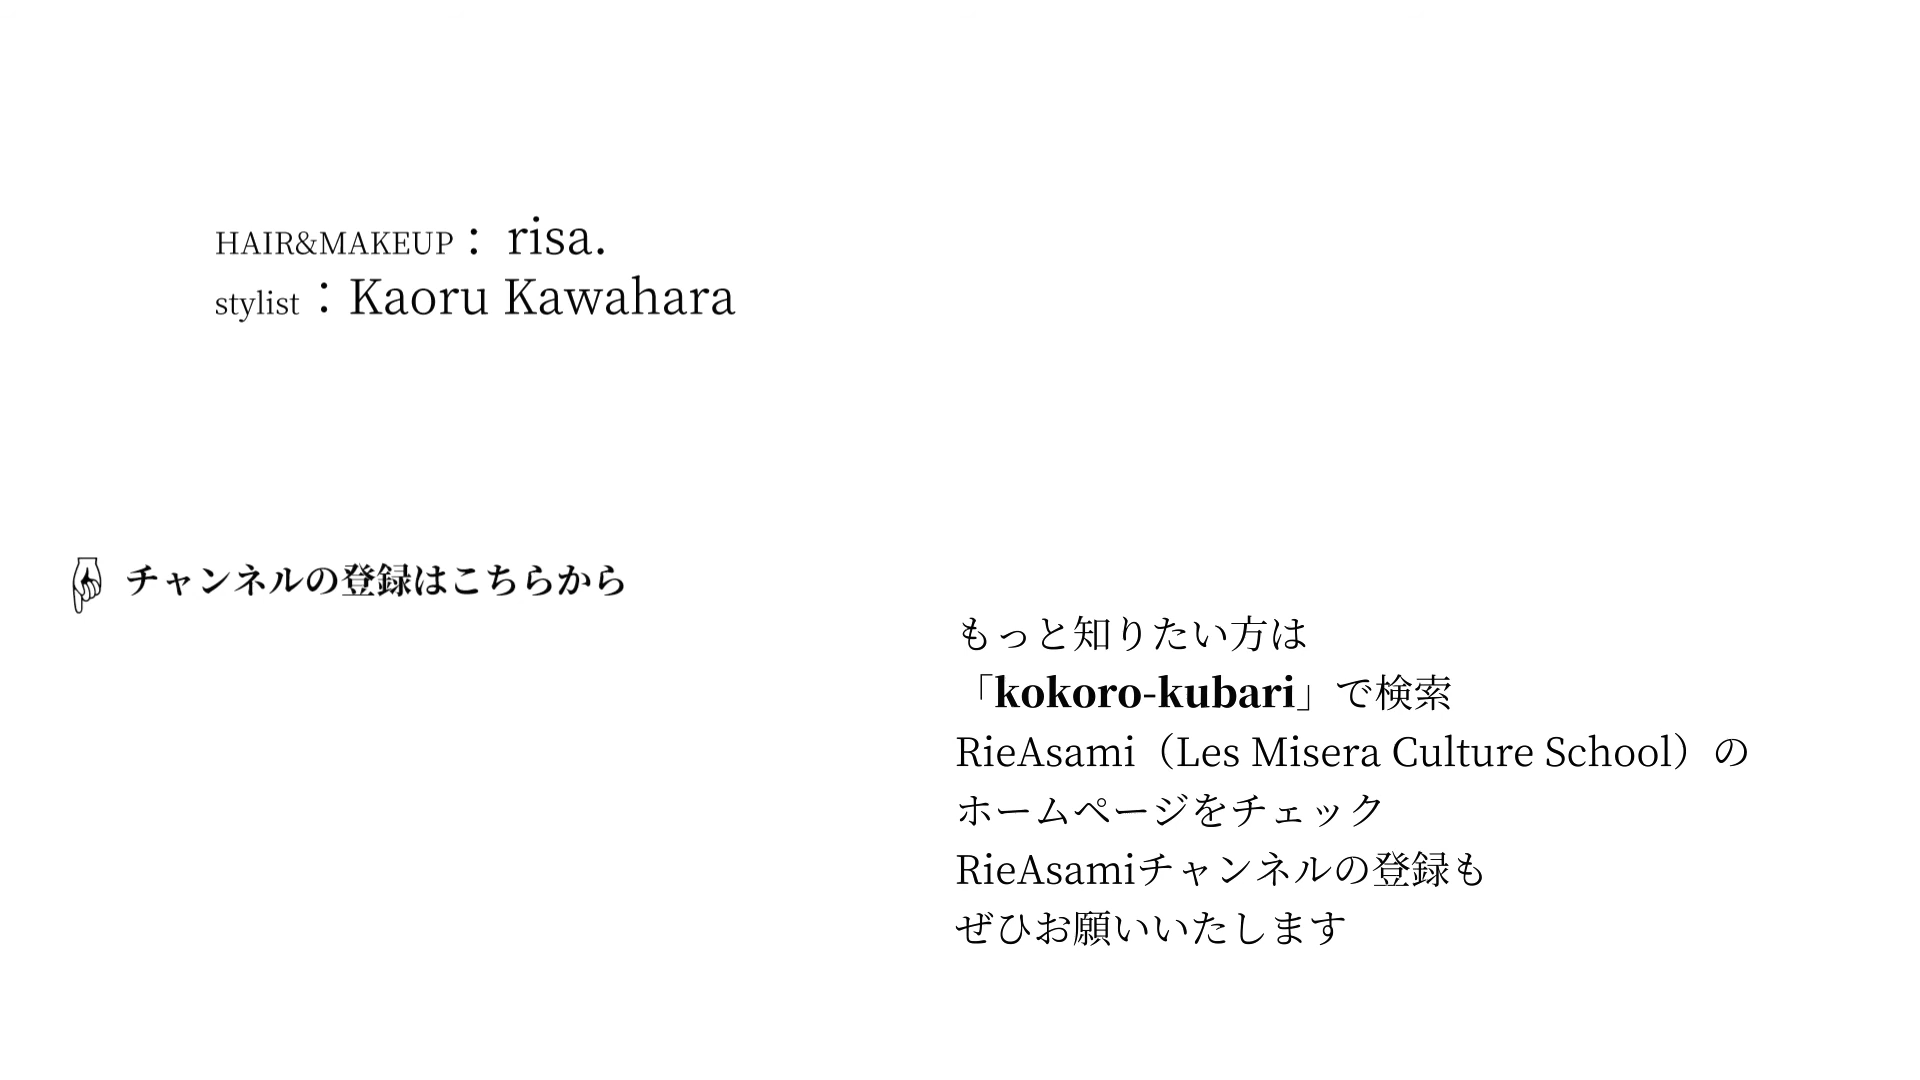 HAIR&MAKEUP： risa.
stylist：Kaoru Kawahara
☟ チャンネルの登録はこちらから
もっと知りたい方は
「kokoro-kubari」で検索
RieAsami（Les Misera Culture School）の
ホームページをチェック
RieAsamiチャンネルの登録も
ぜひお願いいたします